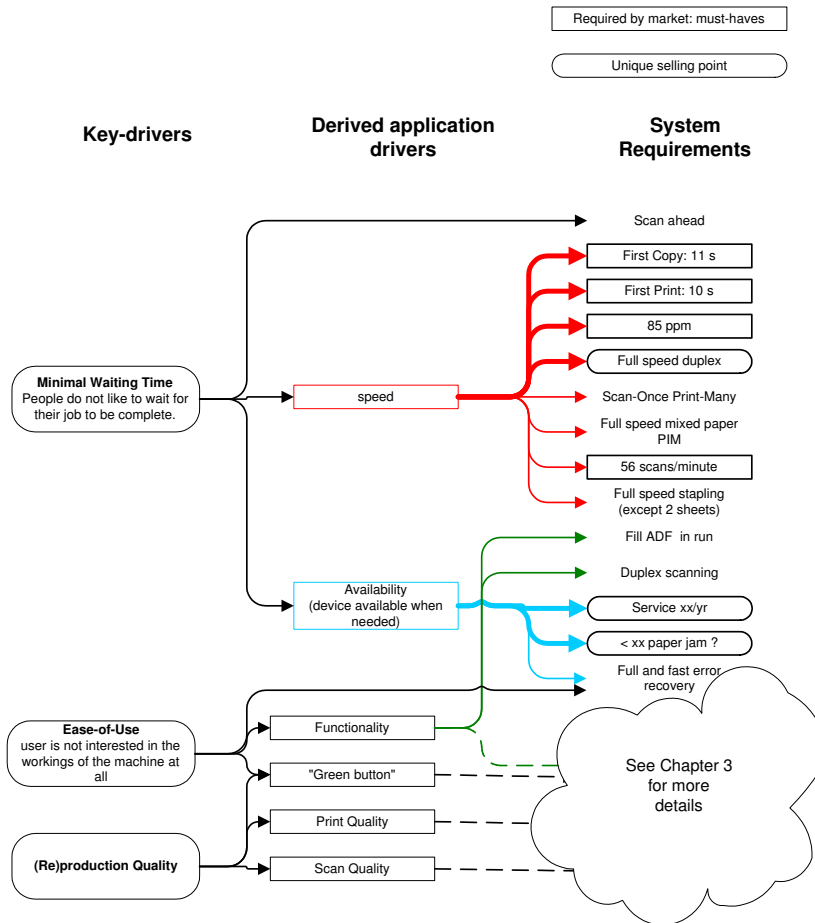 Required by market: must-haves
Unique selling point
Key-drivers
Derived application
drivers
System
Requirements
Scan ahead
First Copy: 11 s
First Print: 10 s
85 ppm
Full speed duplex
Minimal Waiting Time
People do not like to wait for
their job to be complete.
speed
Scan-Once Print-Many
Full speed mixed paper
PIM
56 scans/minute
Full speed stapling
(except 2 sheets)
Fill ADF in run
Duplex scanning
Availability
(device available when
needed)
Service xx/yr
< xx paper jam ?
Full and fast error
recovery
Ease-of-Use
user is not interested in the
workings of the machine at
all
Functionality
"Green button"
Print Quality
Scan Quality
(Re)production Quality
See Chapter 3
for more
details